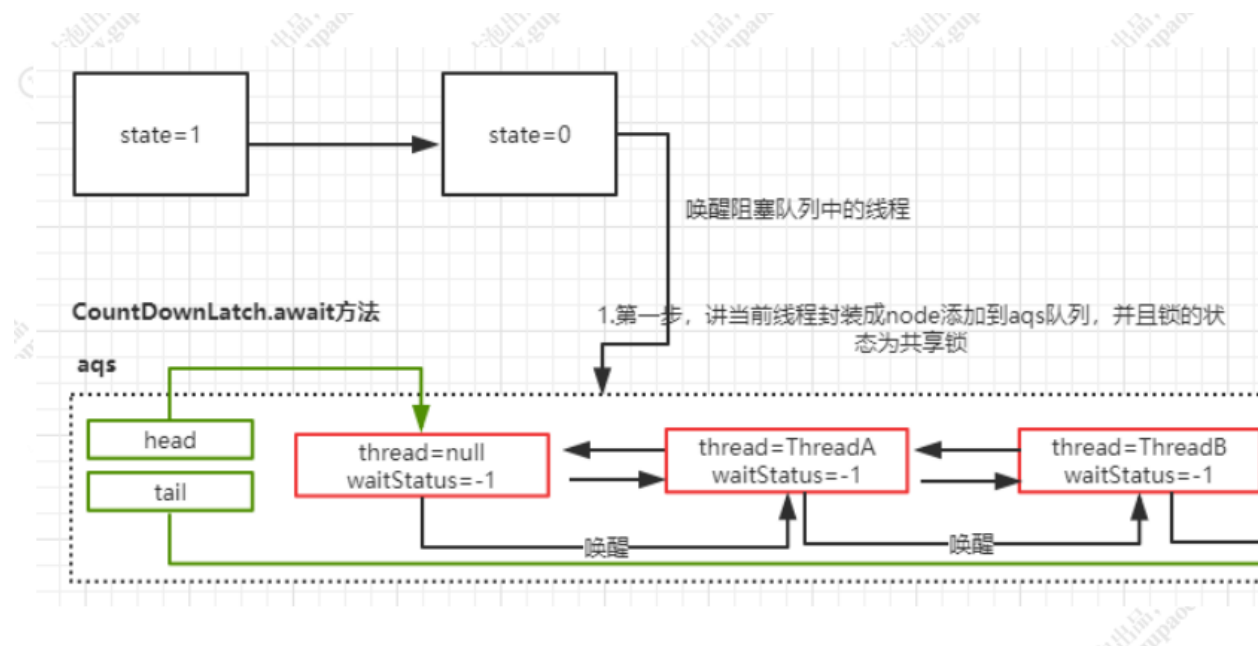 state=1
state=0
唤醒阻塞队列中的线程
CountDownLatch.await方法
1.第一步，讲当前线程封装成node添加到aqs队列，并且锁的状
态为共享锁
aqs
head
tail
thread=null
waitStatus=-1
thread=ThreadA
waitStatus=-1
thread=ThreadB
waitStatus=-1
唤醒
唤醒